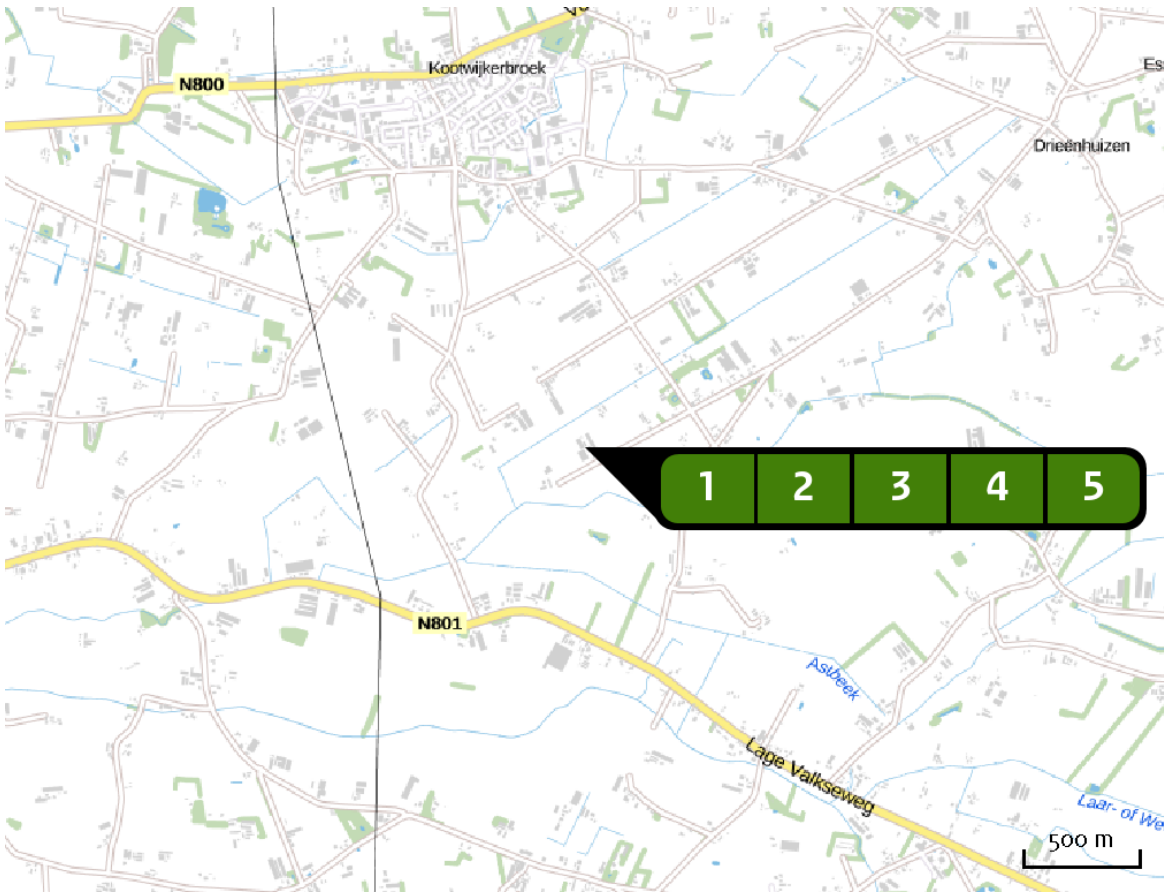 Kootwijkerbroek
N800
Drieënhuizen
1 2 3 4 5
N801
Astbeek
Lage Valkseweg
Laar- of We
500 m